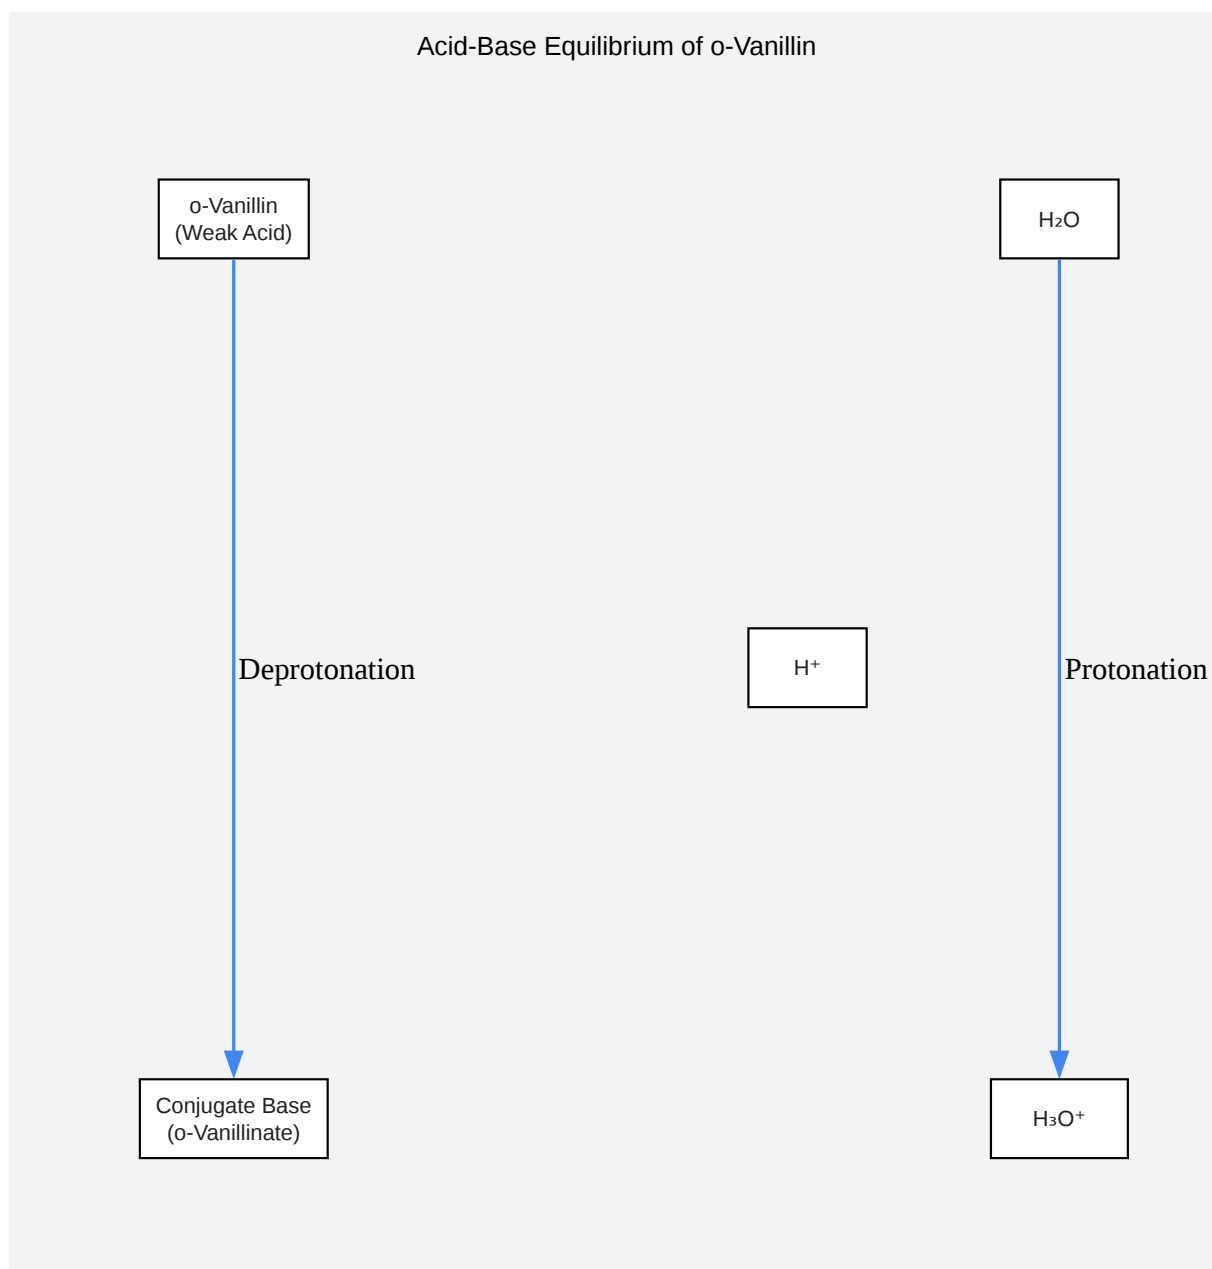 Acid-Base Equilibrium of o-Vanillin
o-Vanillin
(Weak Acid)
H₂O
Deprotonation
H⁺
Protonation
Conjugate Base
(o-Vanillinate)
H₃O⁺